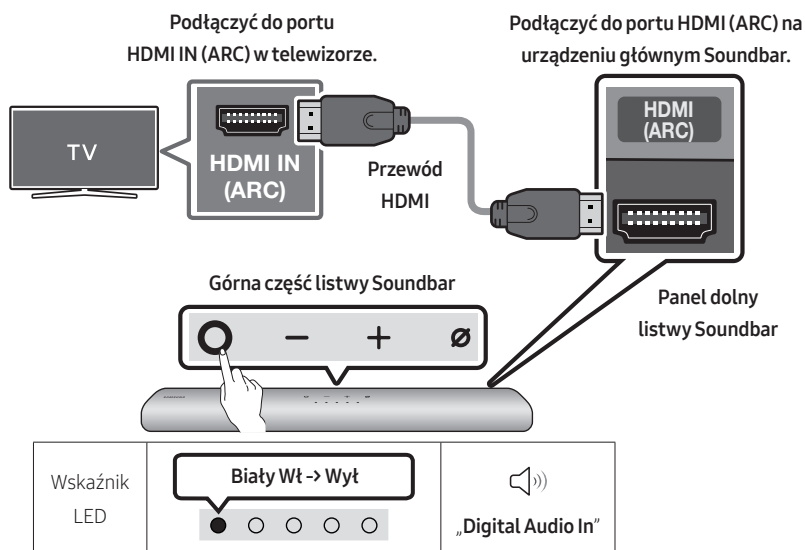 Podłączyć do portu
HDMI IN (ARC) w telewizorze.
Podłączyć do portu HDMI (ARC) na
urządzeniu głównym Soundbar.
TV
HDMI IN
(ARC)
Przewód
HDMI
HDMI
(ARC)
Górna część listwy Soundbar
Panel dolny
listwy Soundbar
Wskaźnik
LED
Biały Wł -> Wył
„Digital Audio In”